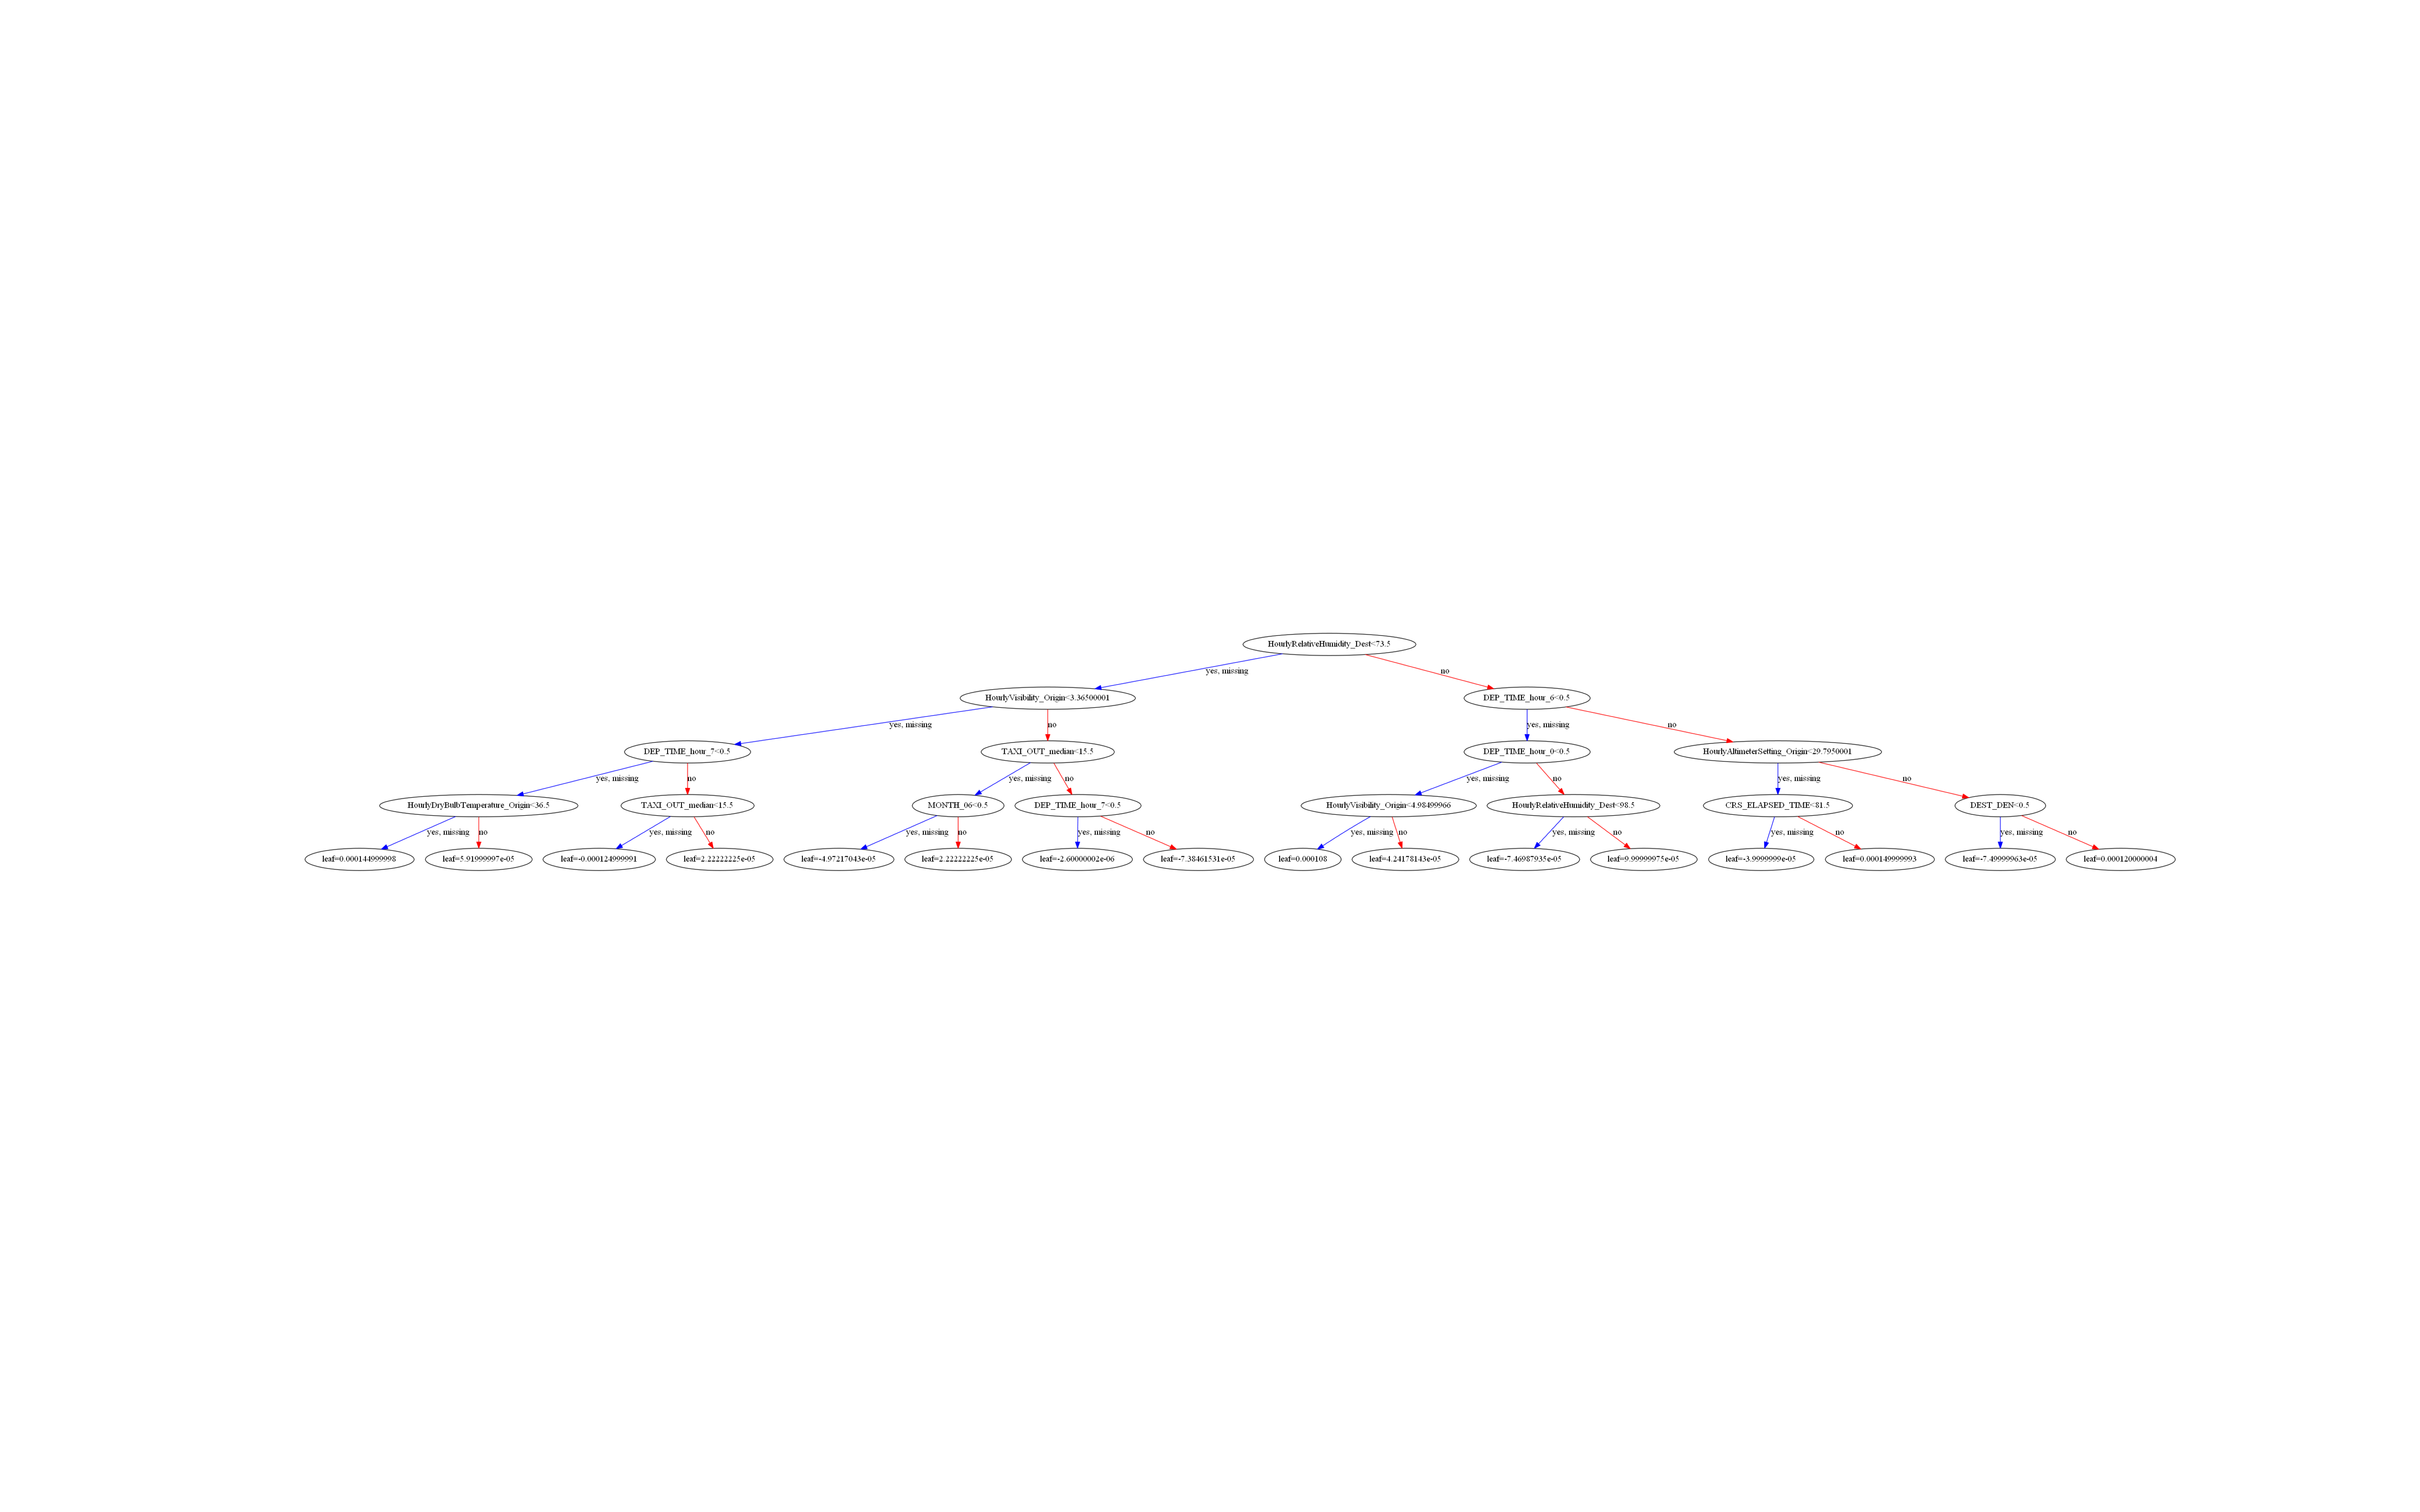 HourlyRelativeHumidity_Dest<73.5
yes, missing
no
HourlyVisibility_Origin<3.36500001
DEP_TIME_hour_6<0.5
yes, missing
no
yes, missing
no
DEP_TIME_hour_7<0.5
TAXI_OUT_median<15.5
DEP_TIME_hour_0<0.5
HourlyAltimeterSetting_Origin<29.7950001
yes, missing
no
yes, missing
no
yes, missing
no
yes, missing
no
HourlyDryBulbTemperature_Origin<36.5
TAXI_OUT_median<15.5
MONTH_06<0.5
DEP_TIME_hour_7<0.5
HourlyVisibility_Origin<4.98499966
HourlyRelativeHumidity_Dest<98.5
CRS_ELAPSED_TIME<81.5
DEST_DEN<0.5
yes, missing
no
yes, missing
no
yes, missing
no
yes, missing
no
yes, missing
no
yes, missing
no
yes, missing
no
yes, missing
no
leaf=0.000144999998
leaf=5.91999997e-05
leaf=-0.000124999991
leaf=2.22222225e-05
leaf=-4.97217043e-05
leaf=2.22222225e-05
leaf=-2.60000002e-06
leaf=-7.38461531e-05
leaf=0.000108
leaf=4.24178143e-05
leaf=-7.46987935e-05
leaf=9.99999975e-05
leaf=-3.9999999e-05
leaf=0.000149999993
leaf=-7.49999963e-05
leaf=0.000120000004